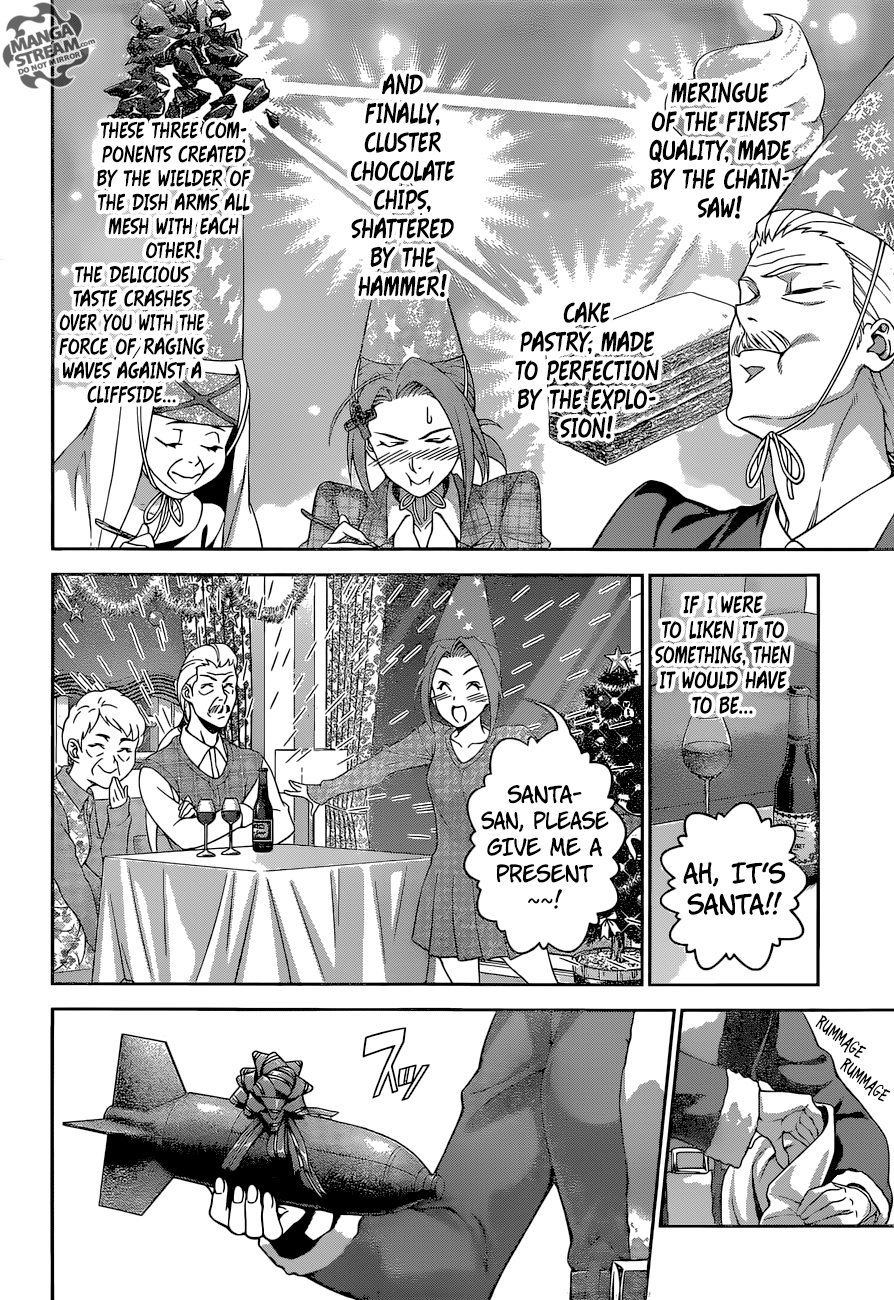 MANGA
STREAM.com
DO NOT MIRROR
MERINGUE
OF THE FINEST
QUALITY, MADE
BY THE CHAIN-
SAW!
CAKE
PASTRY, MADE
TO PERFECTION
BY THE EXPLO-
SION!
AND
FINALLY,
CLUSTER
CHOCOLATE
CHIPS,
SHATTERED
BY THE
HAMMER!
THESE THREE COM-
PONENTS CREATED
BY THE WIELDER OF
THE DISH ARMS ALL
MESH WITH EACH
OTHER!
THE DELICIOUS
TASTE CRASHES
OVER YOU WITH THE
FORCE OF RAGING
WAVES AGAINST A
CLIFFSIDE...
IF I WERE
TO LIKEN IT TO
SOMETHING, THEN
IT WOULD HAVE
TO BE...
AH, IT'S
SANTA!!
SANTA-
SAN, PLEASE
GIVE ME A
PRESENT
~~!
RUMMAGE
RUMMAGE
スッ